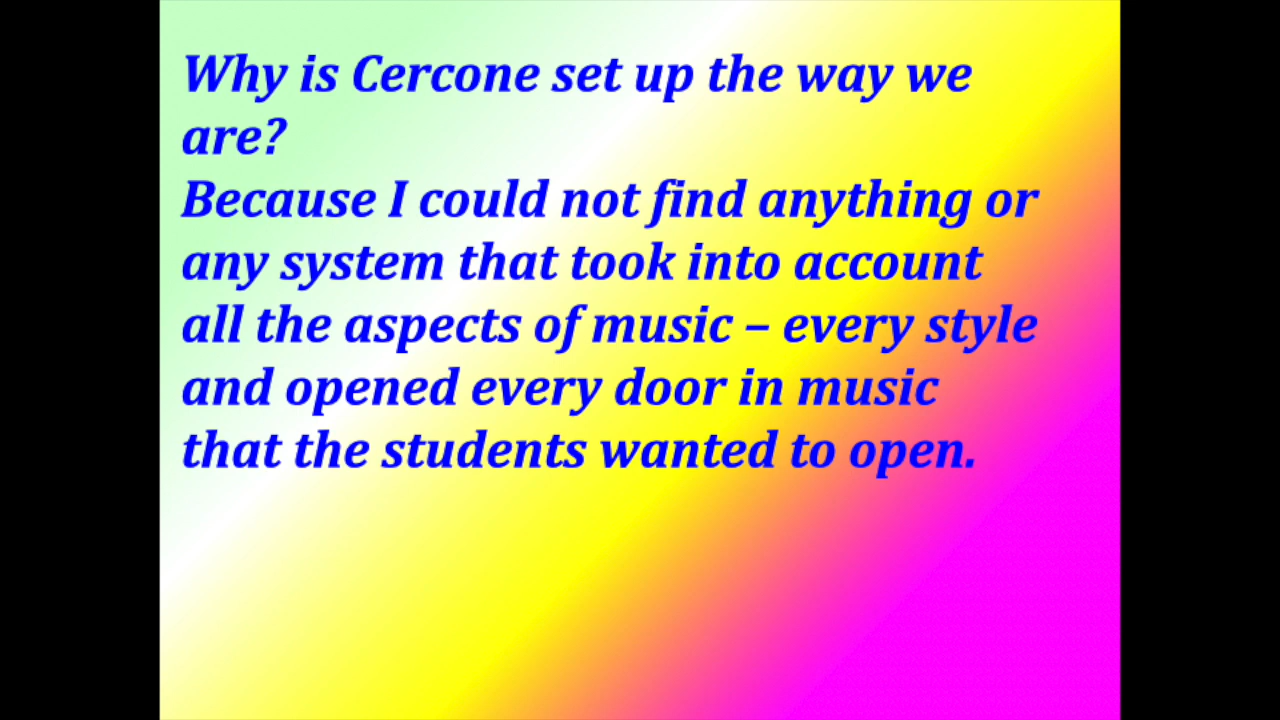 Why is Cercone set up the way we
are?
Because I could not find anything or
any system that took into account
all the aspects of music – every style
and opened every door in music
that the students wanted to open.